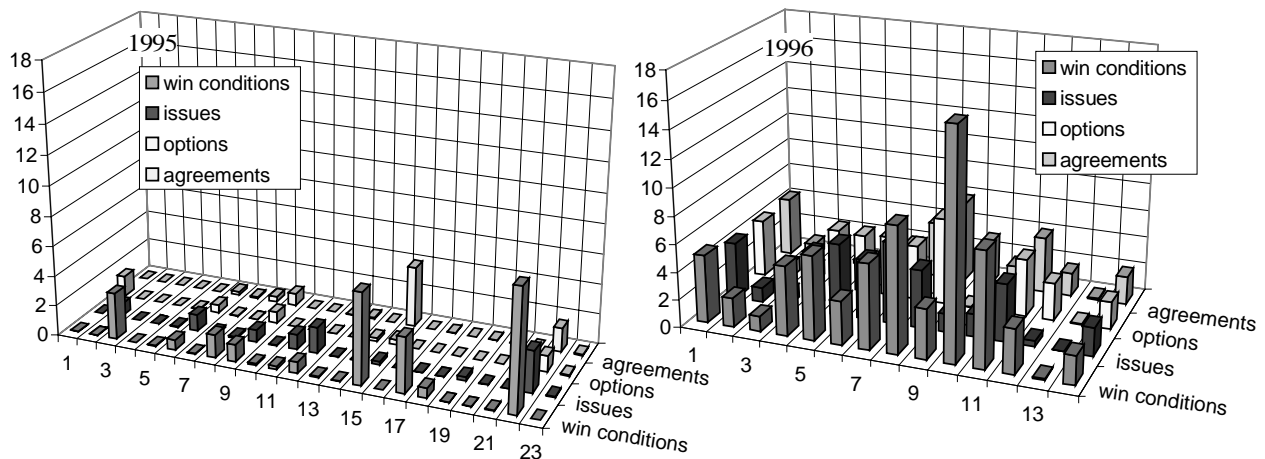 1995
18
16
14
12
10
8
6
4
2
0
win conditions
issues
options
agreements
1
3
5
7
9
11
13
15
17
19
21
23
agreements
options
issues
win conditions
1996
18
16
14
12
10
8
6
4
2
0
win conditions
issues
options
agreements
1
3
5
7
9
11
13
agreements
options
issues
win conditions